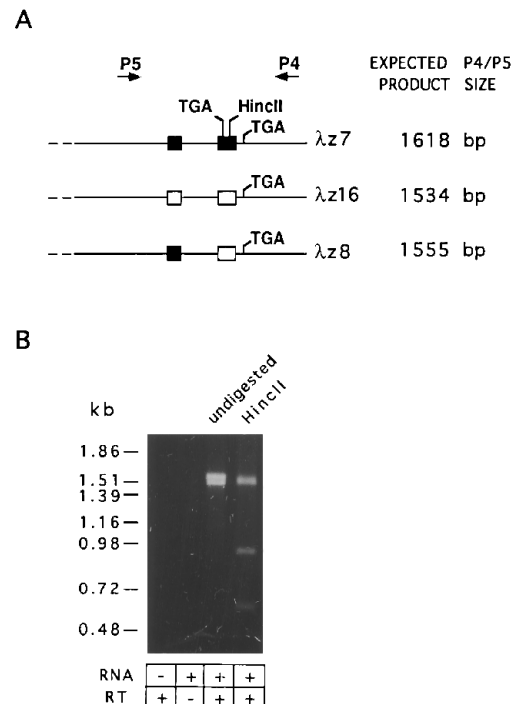 A
P5 P4 EXPECTED P4/P5
PRODUCT SIZE
TGA HincII
TGA
λz7 1618 bp
TGA
λz16 1534 bp
TGA
λz8 1555 bp
B
kb undigested HincII
1.86
1.51
1.39
1.16
0.98
0.72
0.48
RNA - + + +
RT + - + +